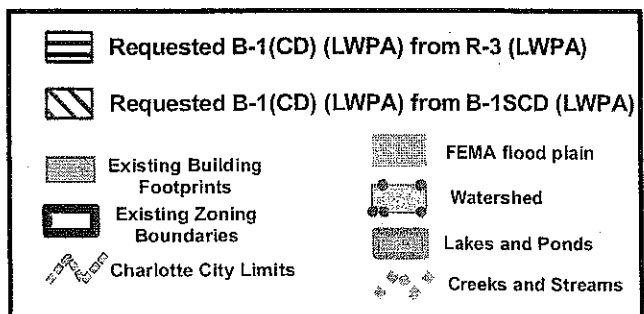 Requested B-1(CD) (LWPA) from R-3 (LWPA)
Requested B-1(CD) (LWPA) from B-1SCD (LWPA)
Existing Building
Footprints
Existing Zoning
Boundaries
Charlotte City Limits
FEMA flood plain
Watershed
Lakes and Ponds
Creeks and Streams